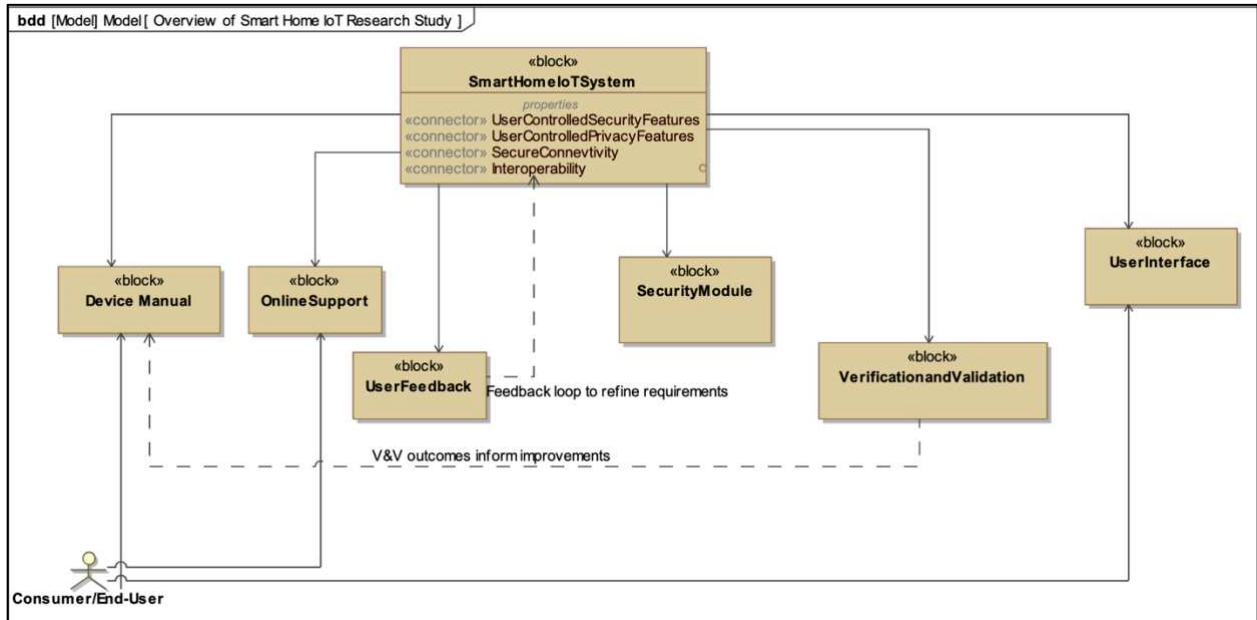 bdd [Model] Model [ Overview of Smart Home IoT Research Study ]
«block»
SmartHomeIoTSystem
properties
«connector» UserControlledSecurityFeatures
«connector» UserControlledPrivacyFeatures
«connector» SecureConnevtivity
«connector» Interoperability
«block»
UserInterface
«block»
Device Manual
«block»
OnlineSupport
«block»
SecurityModule
«block»
UserFeedback
«block»
VerificationandValidation
Feedback loop to refine requirements
V&V outcomes inform improvements
Consumer/End-User